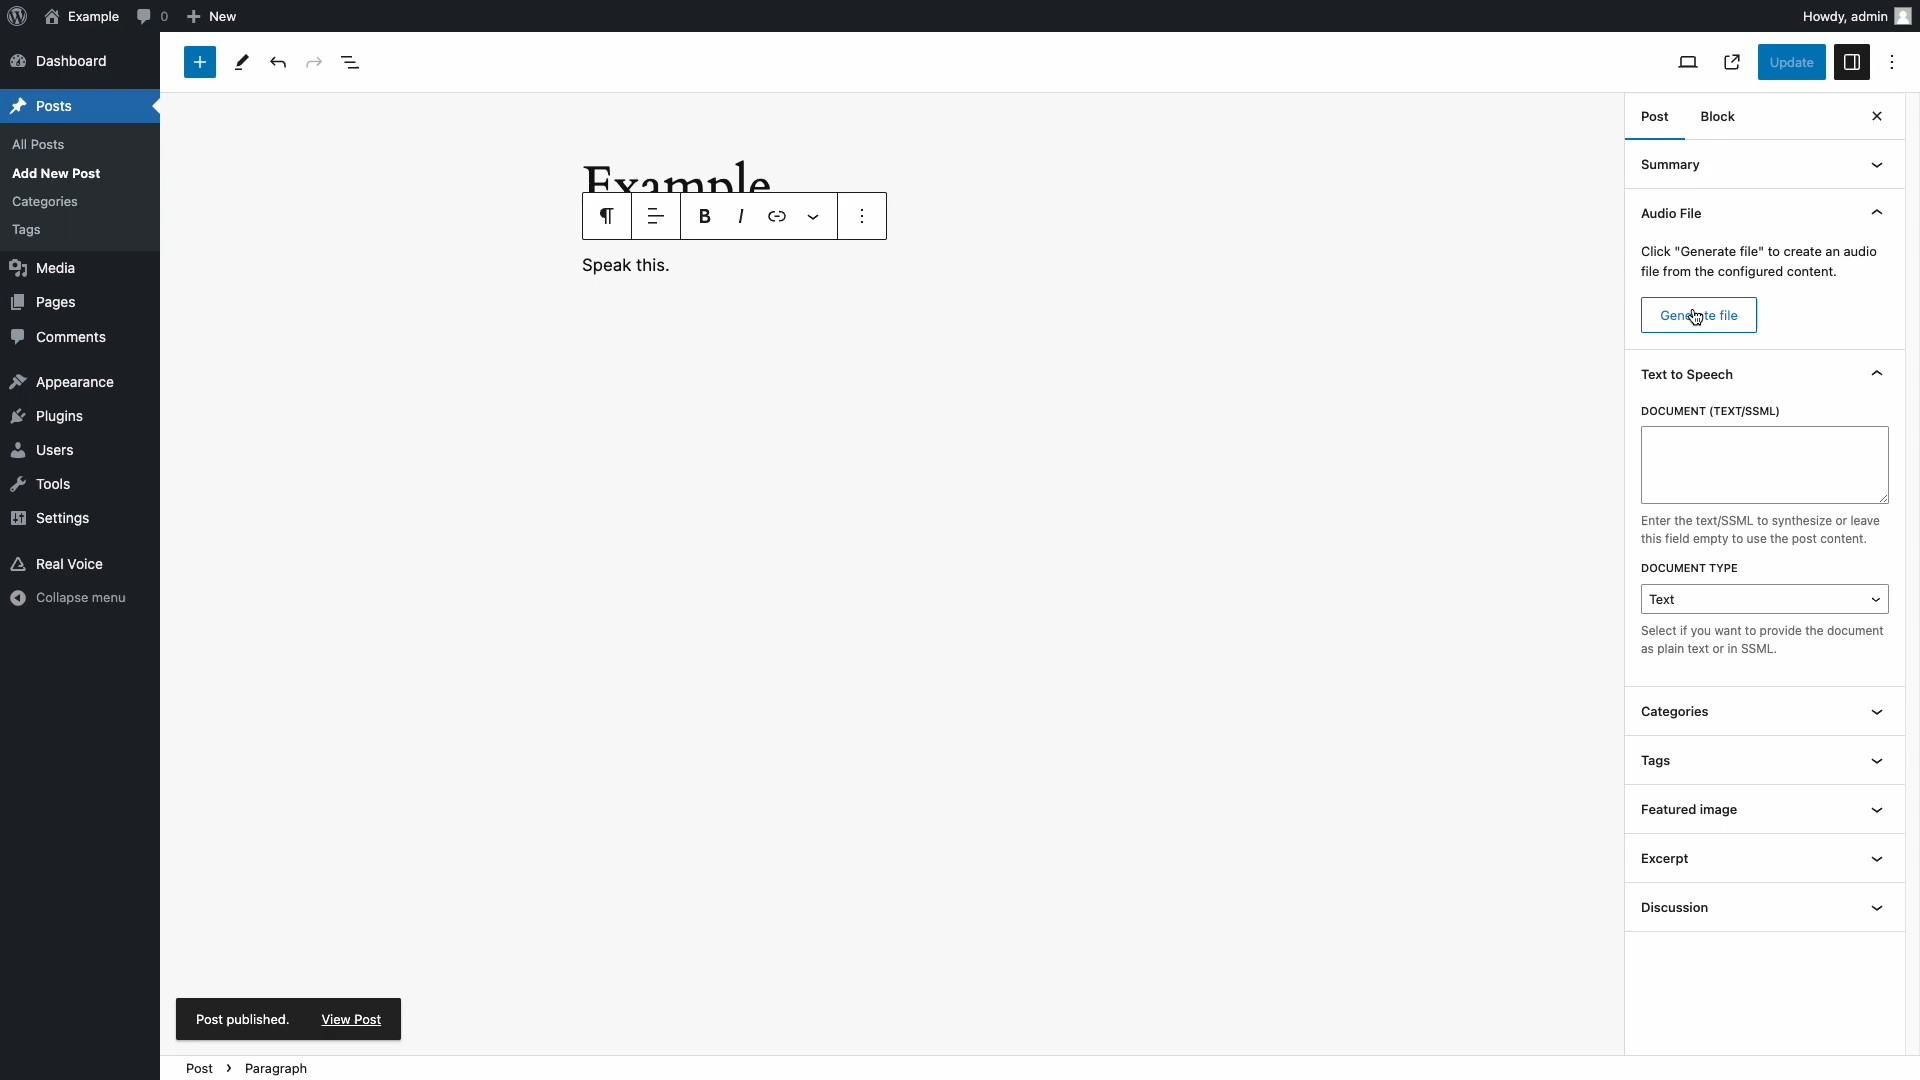 Example
0
New
Howdy, admin
Dashboard
Posts
All Posts
Add New Post
Categories
Tags
Media
Pages
Comments
Appearance
Plugins
Users
Tools
Settings
Real Voice
Collapse menu
Update
Example
B I
Speak this.
Post published. View Post
Post > Paragraph
Post Block
Summary
Audio File
Click "Generate file" to create an audio
file from the configured content.
Generate file
Text to Speech
DOCUMENT (TEXT/SSML)
Enter the text/SSML to synthesize or leave
this field empty to use the post content.
DOCUMENT TYPE
Text
Select if you want to provide the document
as plain text or in SSML.
Categories
Tags
Featured image
Excerpt
Discussion